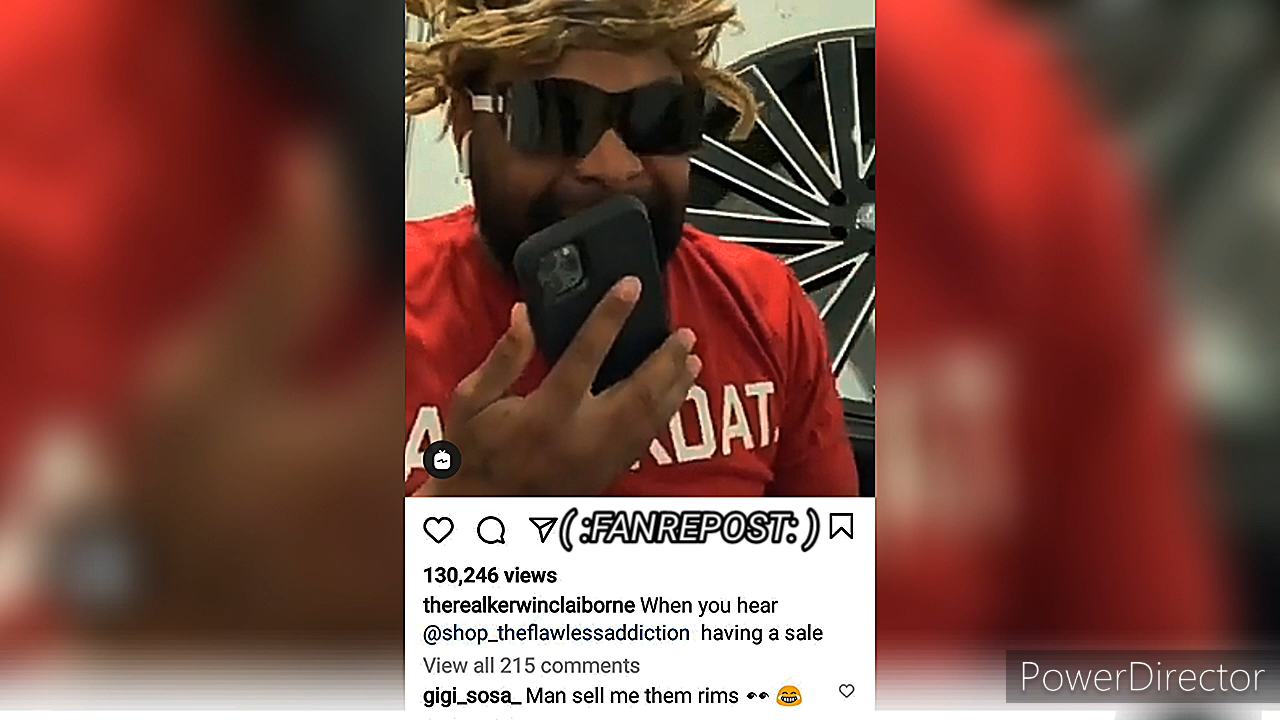 DAT.
(:FANREPOST:)
130,246 views
therealkerwinclaiborne When you hear
@shop_theflawlessaddiction having a sale
View all 215 comments
gigi_sosa_ Man sell me them rims 👀 😂
PowerDirector